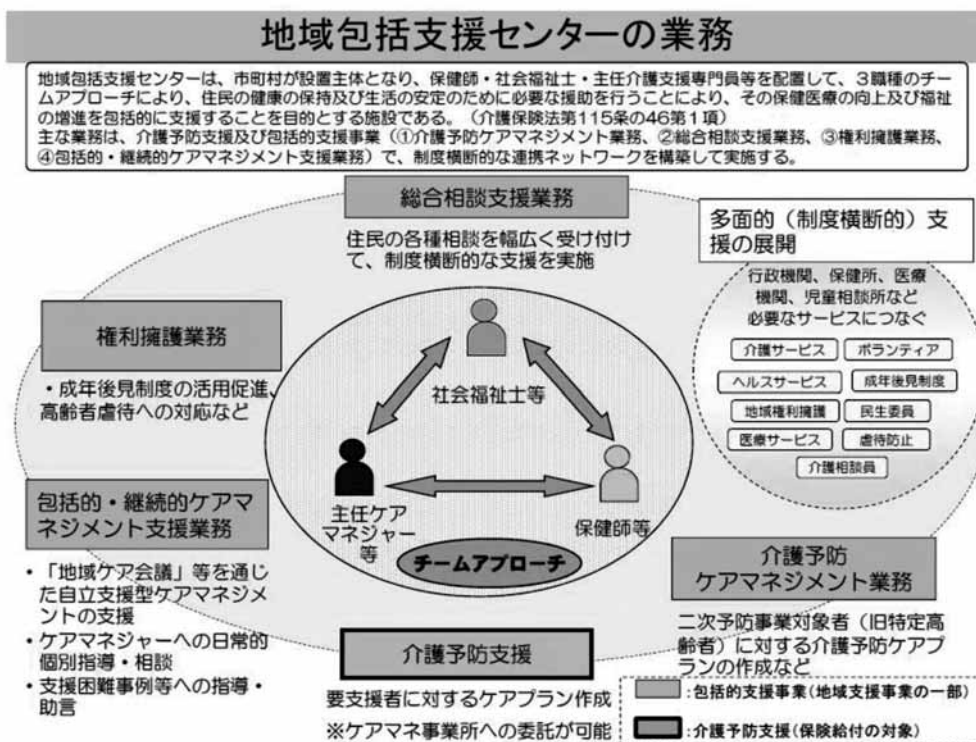 地域包括支援センターの業務
地域包括支援センターは、市町村が設置主体となり、保健師・社会福祉士・主任介護支援専門員等を配置して、３職種のチー
ムアプローチにより、住民の健康の保持及び生活の安定のために必要な援助を行うことにより、その保健医療の向上及び福祉
の増進を包括的に支援することを目的とする施設である。（介護保険法第115条の46第１項）
主な業務は、介護予防支援及び包括的支援事業（①介護予防ケアマネジメント業務、②総合相談支援業務、③権利擁護業務、
④包括的・継続的ケアマネジメント支援業務）で、制度横断的な連携ネットワークを構築して実施する。
総合相談支援業務
住民の各種相談を幅広く受け付け
て、制度横断的な支援を実施
多面的（制度横断的）支
援の展開
行政機関、保健所、医療
機関、児童相談所など
必要なサービスにつなぐ
介護サービス
ボランティア
ヘルスサービス
成年後見制度
地域権利擁護
民生委員
医療サービス
虐待防止
介護相談員
権利擁護業務
・成年後見制度の活用促進、
高齢者虐待への対応など
社会福祉士等
主任ケア
マネジャー
等
保健師等
チームアプローチ
包括的・継続的ケアマ
ネジメント支援業務
・「地域ケア会議」等を通じ
た自立支援型ケアマネジメ
ントの支援
・ケアマネジャーへの日常的
個別指導・相談
・支援困難事例等への指導・
助言
介護予防支援
要支援者に対するケアプラン作成
※ケアマネ事業所への委託が可能
介護予防
ケアマネジメント業務
二次予防事業対象者（旧特定高
齢者）に対する介護予防ケアプ
ランの作成など
：包括的支援事業（地域支援事業の一部）
：介護予防支援（保険給付の対象）